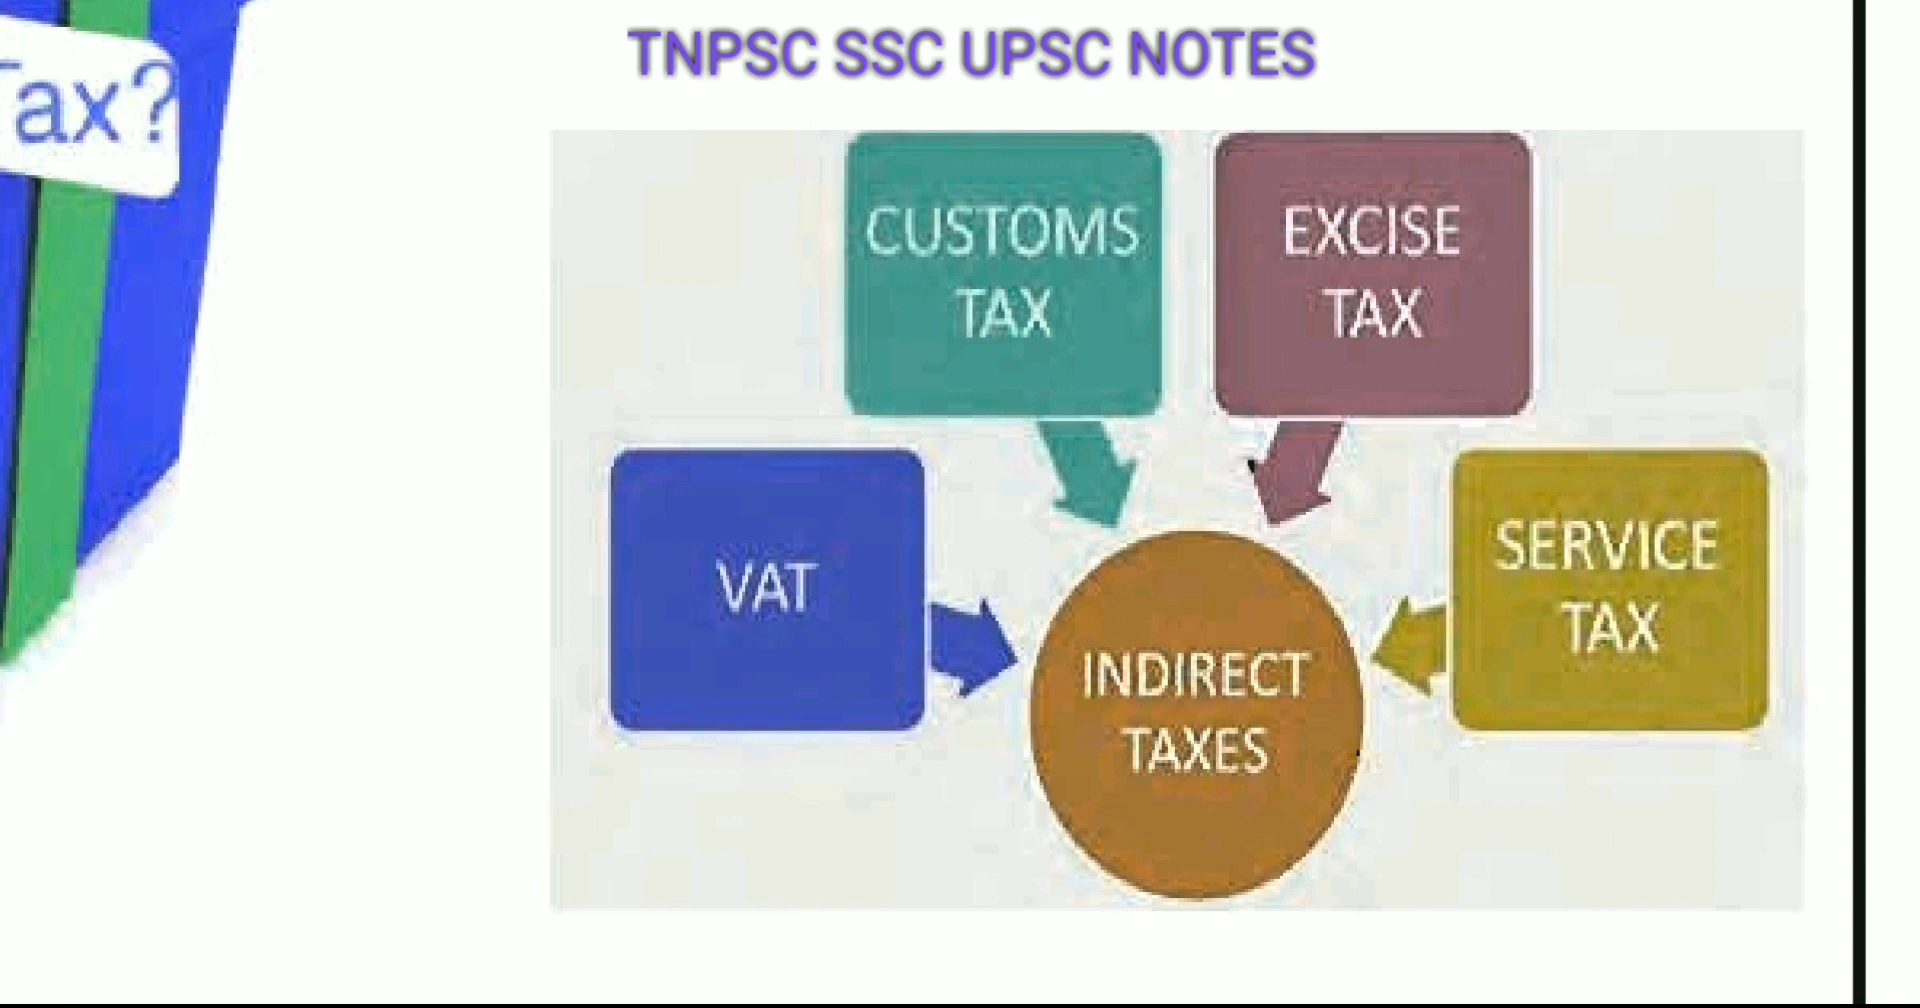 TNPSC SSC UPSC NOTES
Tax?
CUSTOMS
TAX
EXCISE
TAX
VAT
SERVICE
TAX
INDIRECT
TAXES